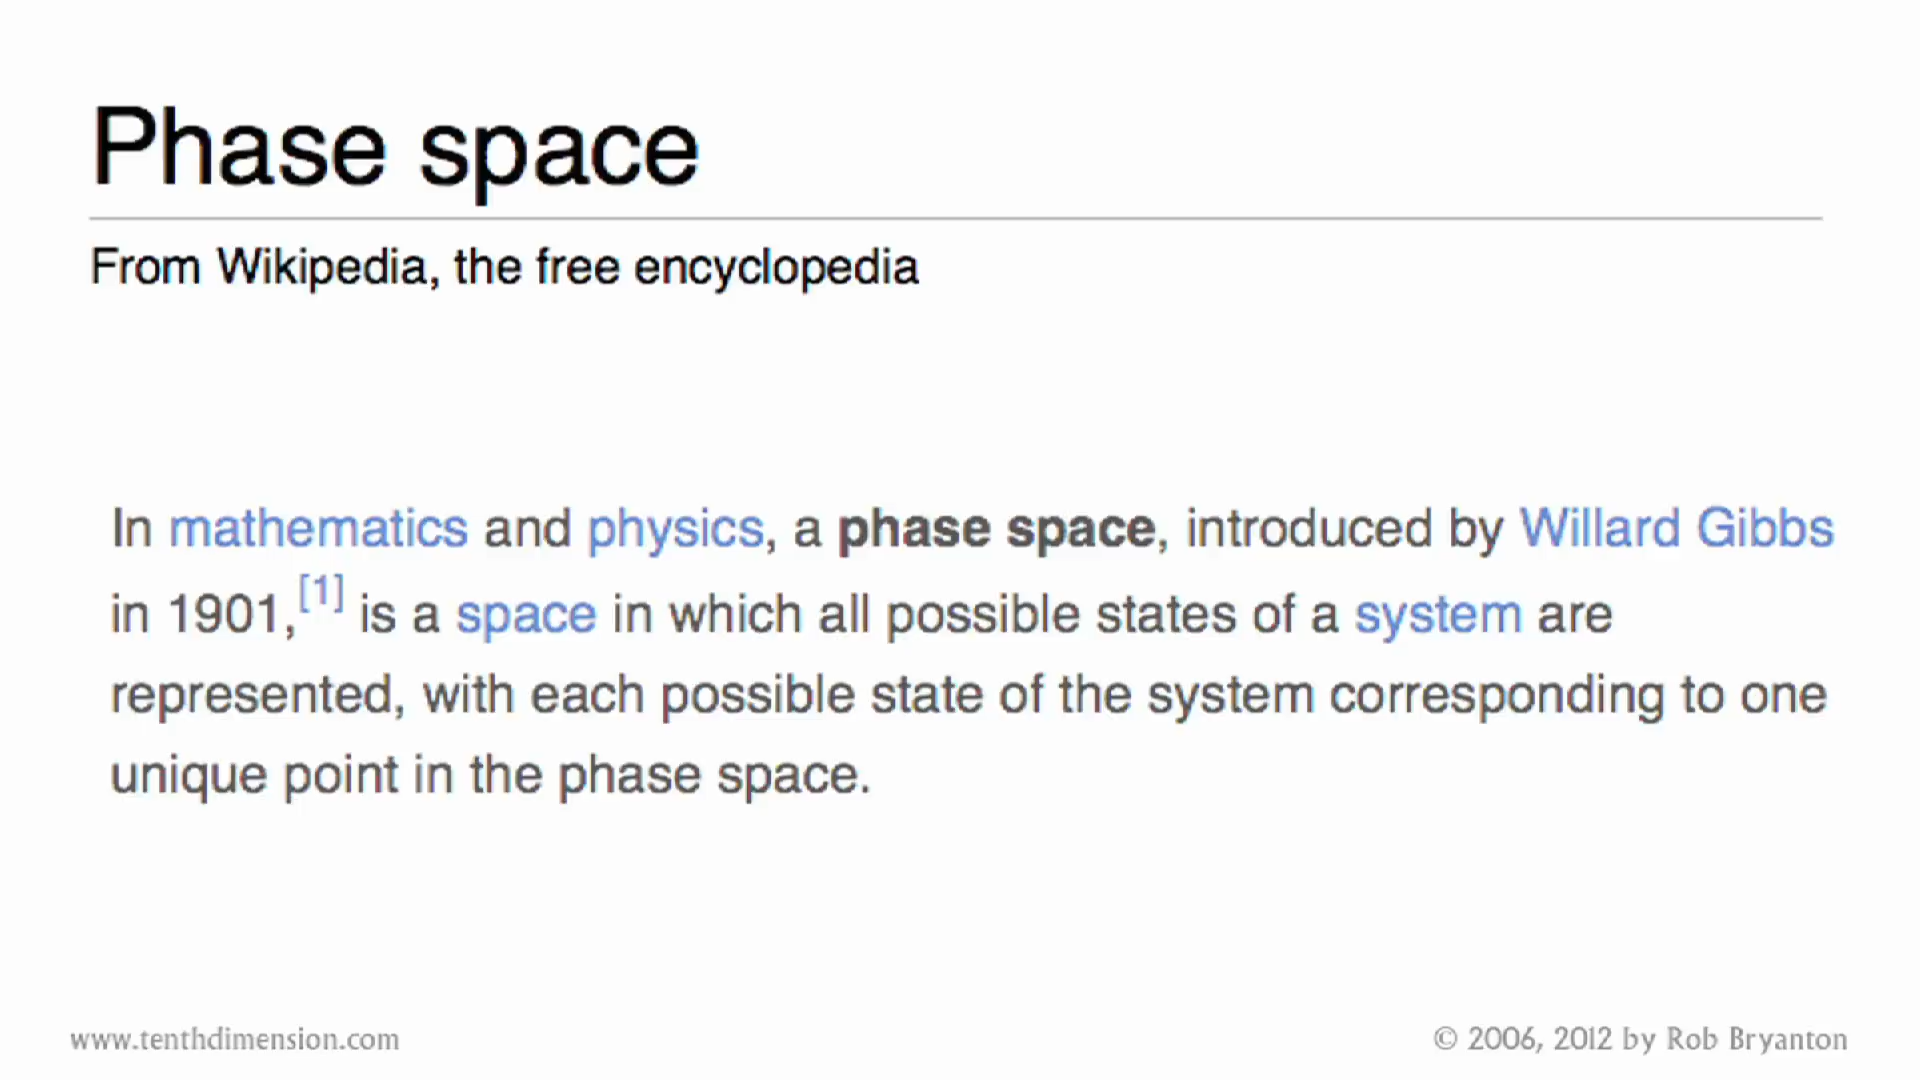 Phase space
From Wikipedia, the free encyclopedia
In mathematics and physics, a phase space, introduced by Willard Gibbs
in 1901,[1] is a space in which all possible states of a system are
represented, with each possible state of the system corresponding to one
unique point in the phase space.
www.tenthdimension.com
© 2006, 2012 by Rob Bryanton